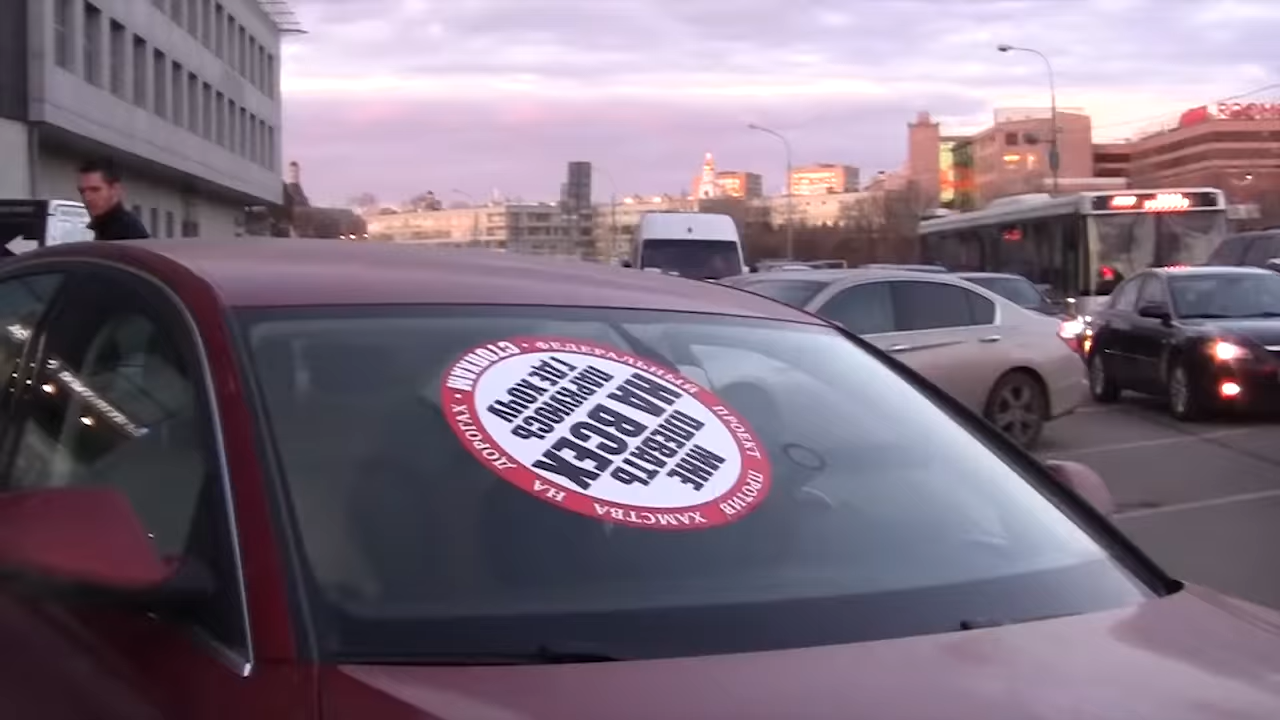 МНЕ
ПЛЕВАТЬ
НА ВСЕХ
ПАРКУЮСЬ
ГДЕ ХОЧУ
СТОПХАМ · ФЕДЕРАЛЬНЫЙ ПРОЕКТ ПРОТИВ ХАМСТВА НА ДОРОГАХ ·